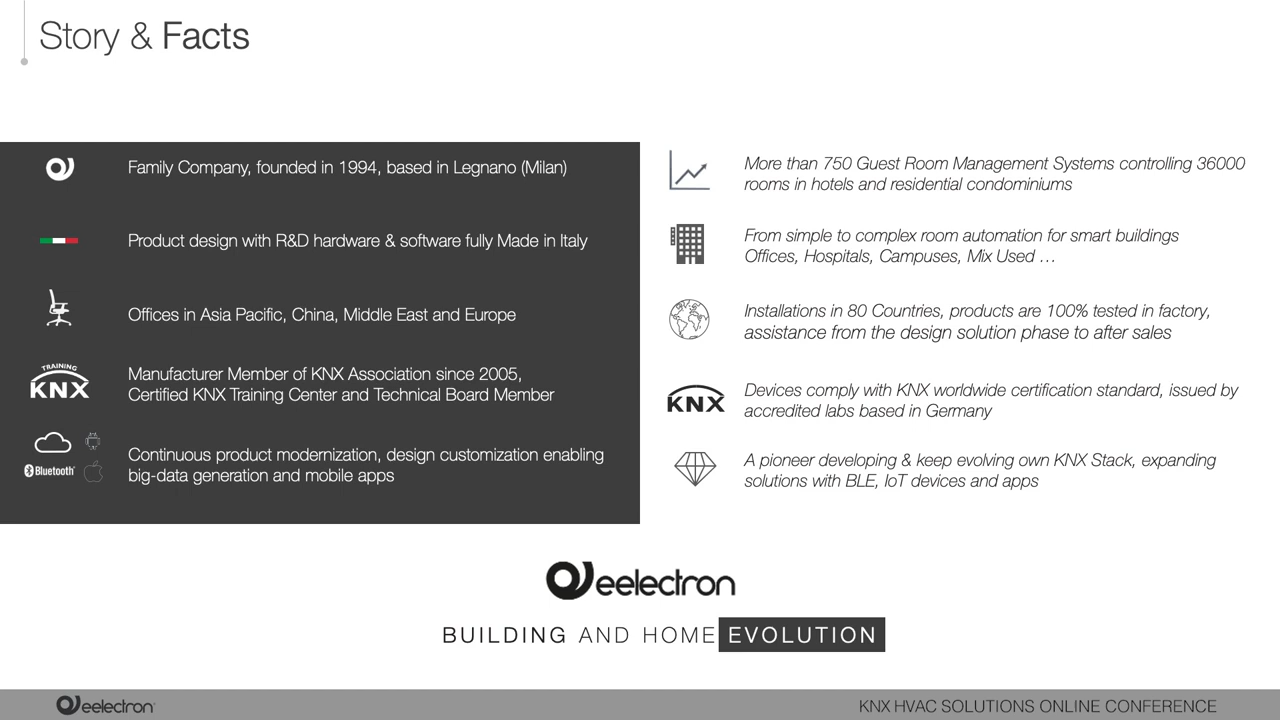 Story & Facts
Family Company, founded in 1994, based in Legnano (Milan)
Product design with R&D hardware & software fully Made in Italy
Offices in Asia Pacific, China, Middle East and Europe
TRAINING
KNX
Manufacturer Member of KNX Association since 2005,
Certified KNX Training Center and Technical Board Member
Bluetooth
Continuous product modernization, design customization enabling
big-data generation and mobile apps
More than 750 Guest Room Management Systems controlling 36000
rooms in hotels and residential condominiums
From simple to complex room automation for smart buildings
Offices, Hospitals, Campuses, Mix Used ...
Installations in 80 Countries, products are 100% tested in factory,
assistance from the design solution phase to after sales
KNX
Devices comply with KNX worldwide certification standard, issued by
accredited labs based in Germany
A pioneer developing & keep evolving own KNX Stack, expanding
solutions with BLE, IoT devices and apps
eelectron
BUILDING AND HOME EVOLUTION
eelectron
KNX HVAC SOLUTIONS ONLINE CONFERENCE